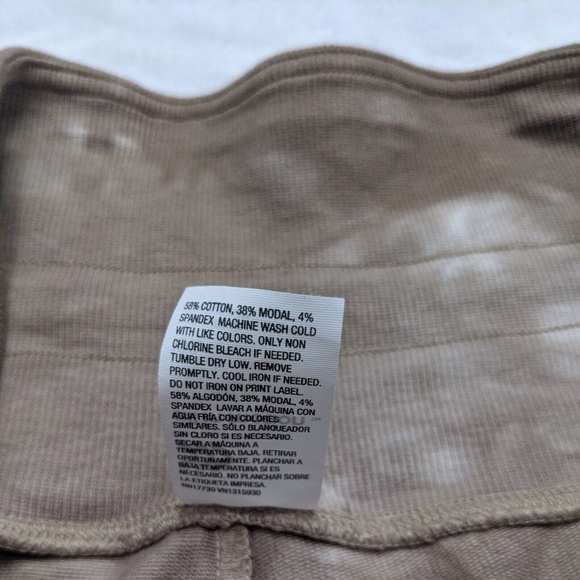 58% COTTON, 38% MODAL, 4%
SPANDEX MACHINE WASH COLD
WITH LIKE COLORS. ONLY NON
CHLORINE BLEACH IF NEEDED.
TUMBLE DRY LOW. REMOVE
PROMPTLY. COOL IRON IF NEEDED.
DO NOT IRON ON PRINT LABEL.
58% ALGODÓN, 38% MODAL, 4%
SPANDEX LAVAR A MÁQUINA CON
AGUA FRÍA CON COLORES
SIMILARES. SÓLO BLANQUEADOR
SIN CLORO SI ES NECESARIO.
SECAR A MÁQUINA A
TEMPERATURA BAJA. RETIRAR
OPORTUNAMENTE. PLANCHAR A
BAJA TEMPERATURA SI ES
NECESARIO. NO PLANCHAR SOBRE
LA ETIQUETA IMPRESA.
RN17730 VN1315930